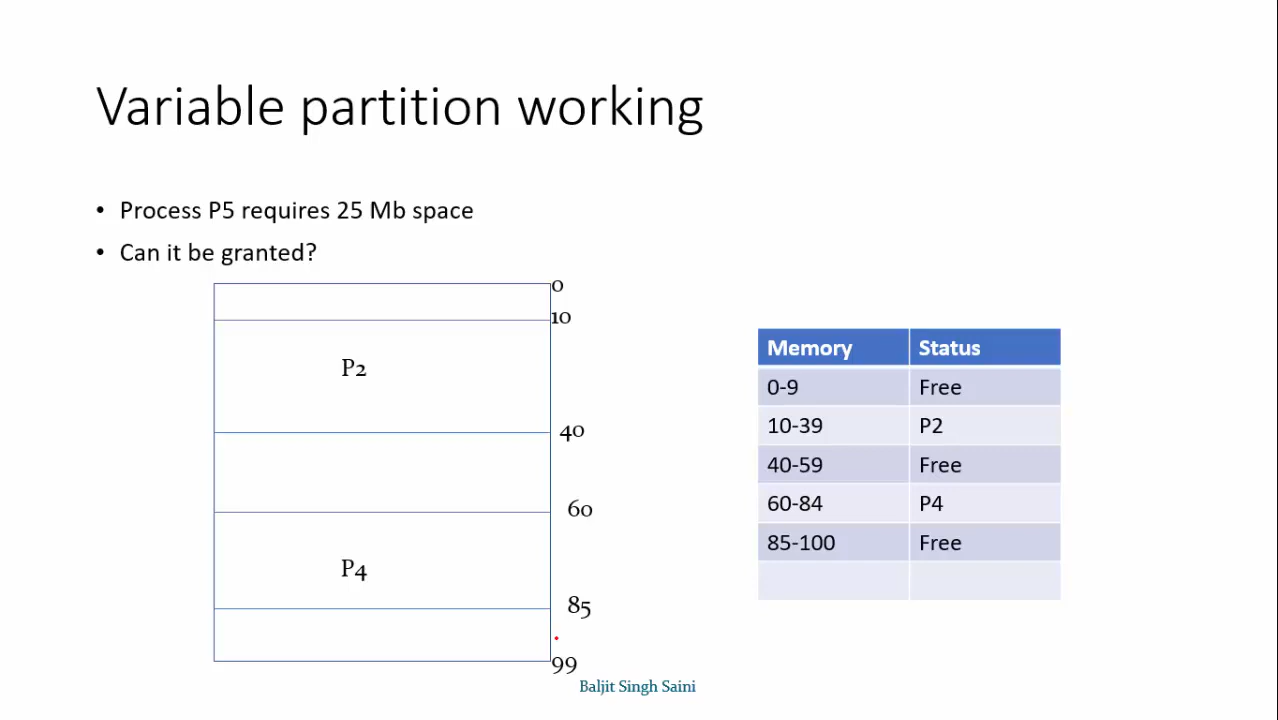 Variable partition working
• Process P5 requires 25 Mb space
• Can it be granted?
0
10
P2
40
60
P4
85
99
Memory Status
0-9 Free
10-39 P2
40-59 Free
60-84 P4
85-100 Free
Baljit Singh Saini